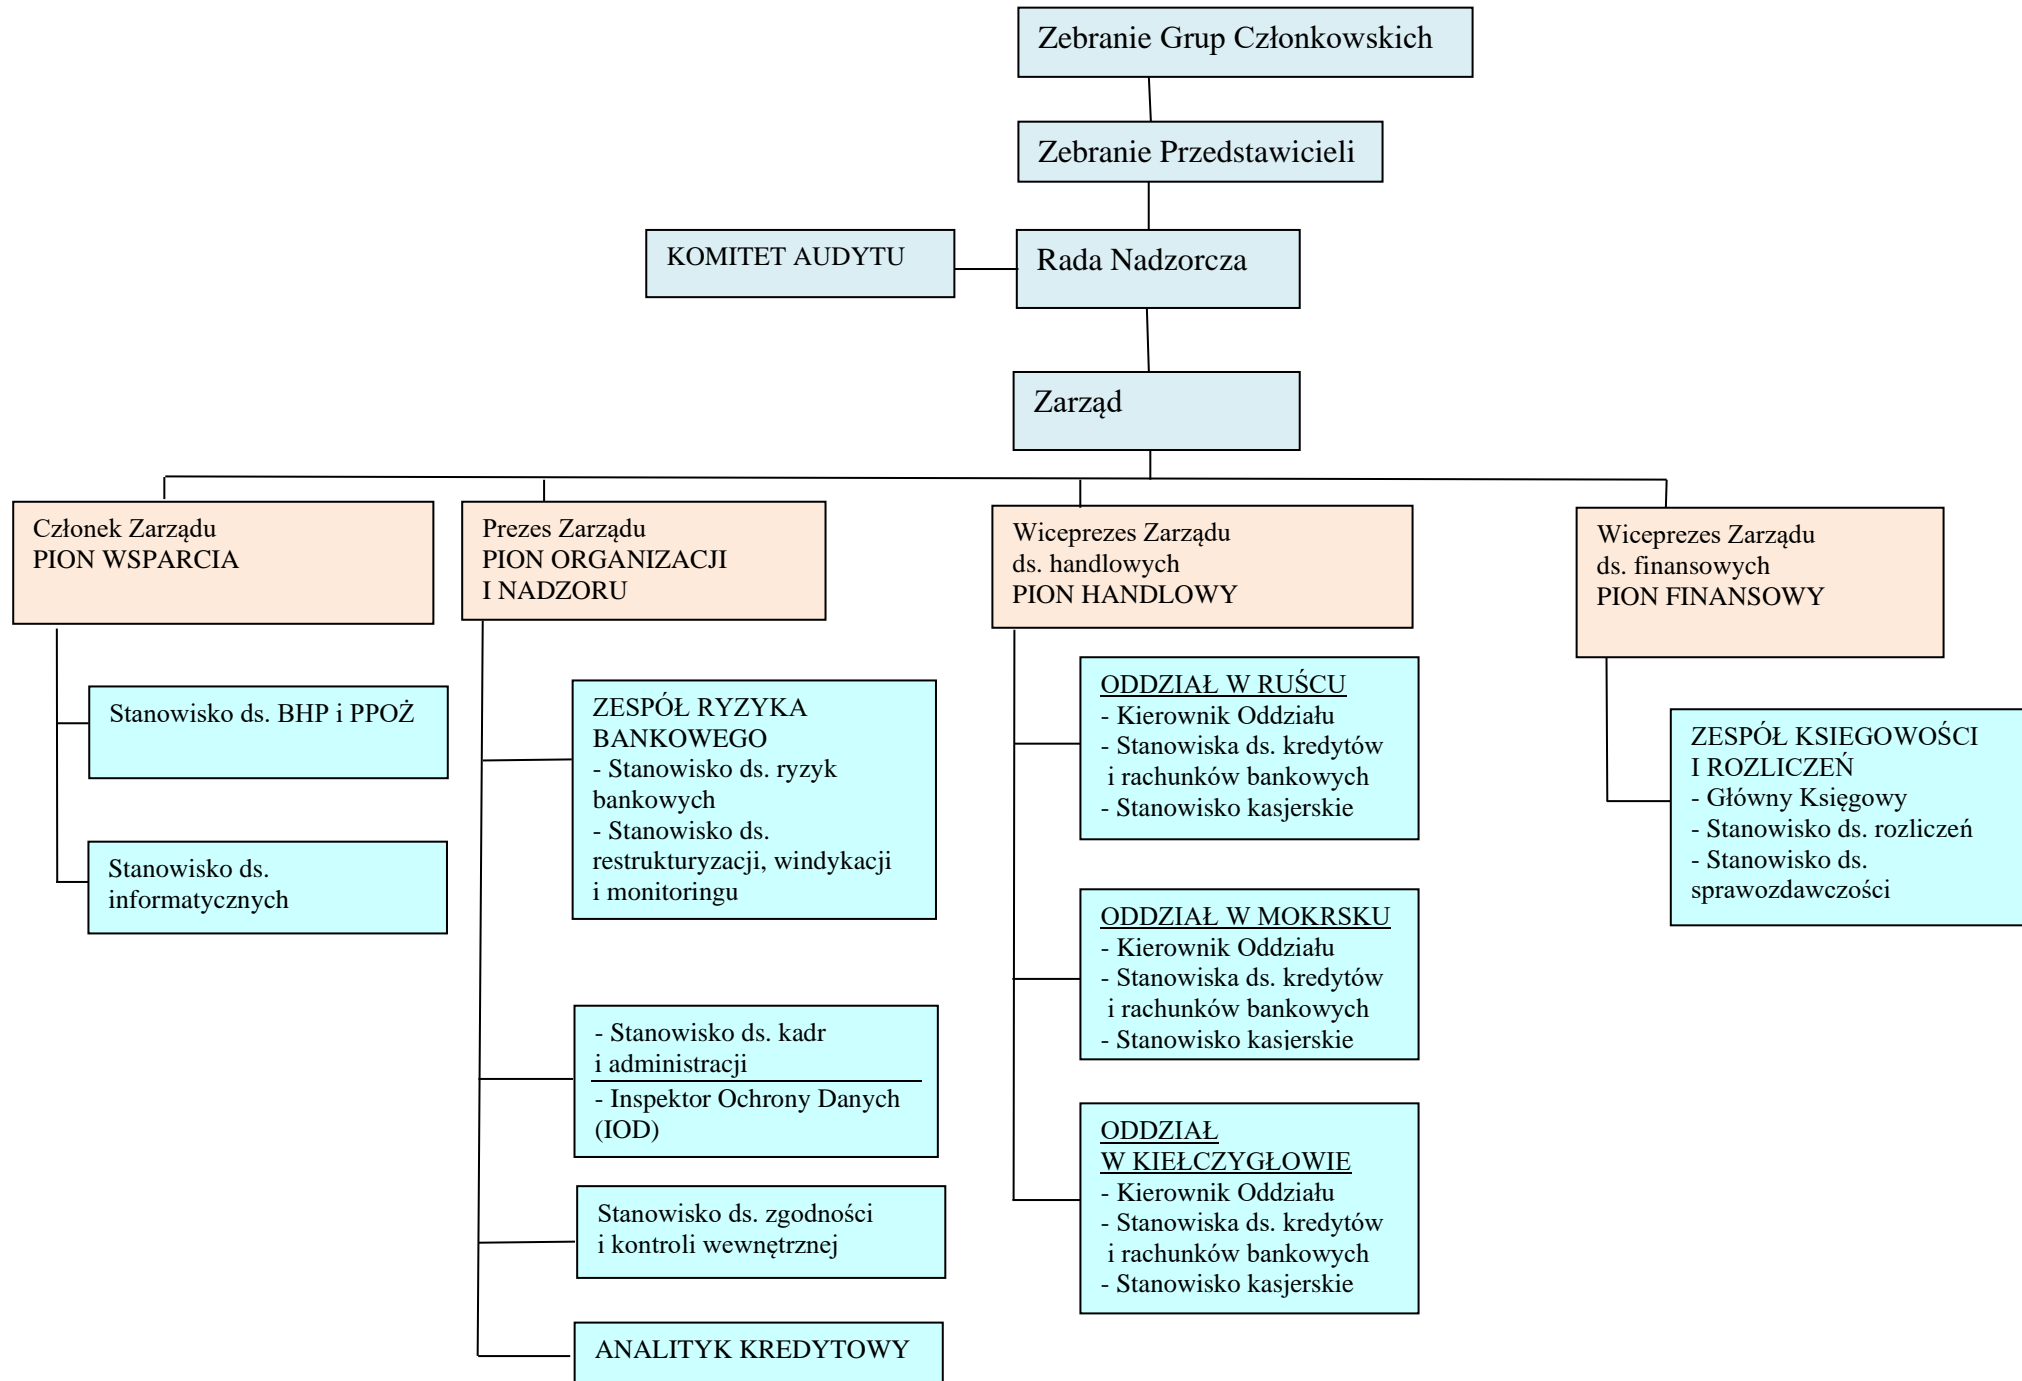 Zebranie Grup Członkowskich
Zebranie Przedstawicieli
KOMITET AUDYTU
Rada Nadzorcza
Zarząd
Członek Zarządu
PION WSPARCIA
Prezes Zarządu
PION ORGANIZACJI
I NADZORU
Wiceprezes Zarządu
ds. handlowych
PION HANDLOWY
Wiceprezes Zarządu
ds. finansowych
PION FINANSOWY
Stanowisko ds. BHP i PPOŻ
Stanowisko ds.
informatycznych
ZESPÓŁ RYZYKA
BANKOWEGO
- Stanowisko ds. ryzyk
bankowych
- Stanowisko ds.
restrukturyzacji, windykacji
i monitoringu
- Stanowisko ds. kadr
i administracji
- Inspektor Ochrony Danych
(IOD)
Stanowisko ds. zgodności
i kontroli wewnętrznej
ANALITYK KREDYTOWY
ODDZIAŁ W RUŚCU
- Kierownik Oddziału
- Stanowiska ds. kredytów
i rachunków bankowych
- Stanowisko kasjerskie
ODDZIAŁ W MOKRSKU
- Kierownik Oddziału
- Stanowiska ds. kredytów
i rachunków bankowych
- Stanowisko kasjerskie
ODDZIAŁ
W KIEŁCZYGŁOWIE
- Kierownik Oddziału
- Stanowiska ds. kredytów
i rachunków bankowych
- Stanowisko kasjerskie
ZESPÓŁ KSIEGOWOŚCI
I ROZLICZEŃ
- Główny Księgowy
- Stanowisko ds. rozliczeń
- Stanowisko ds.
sprawozdawczości